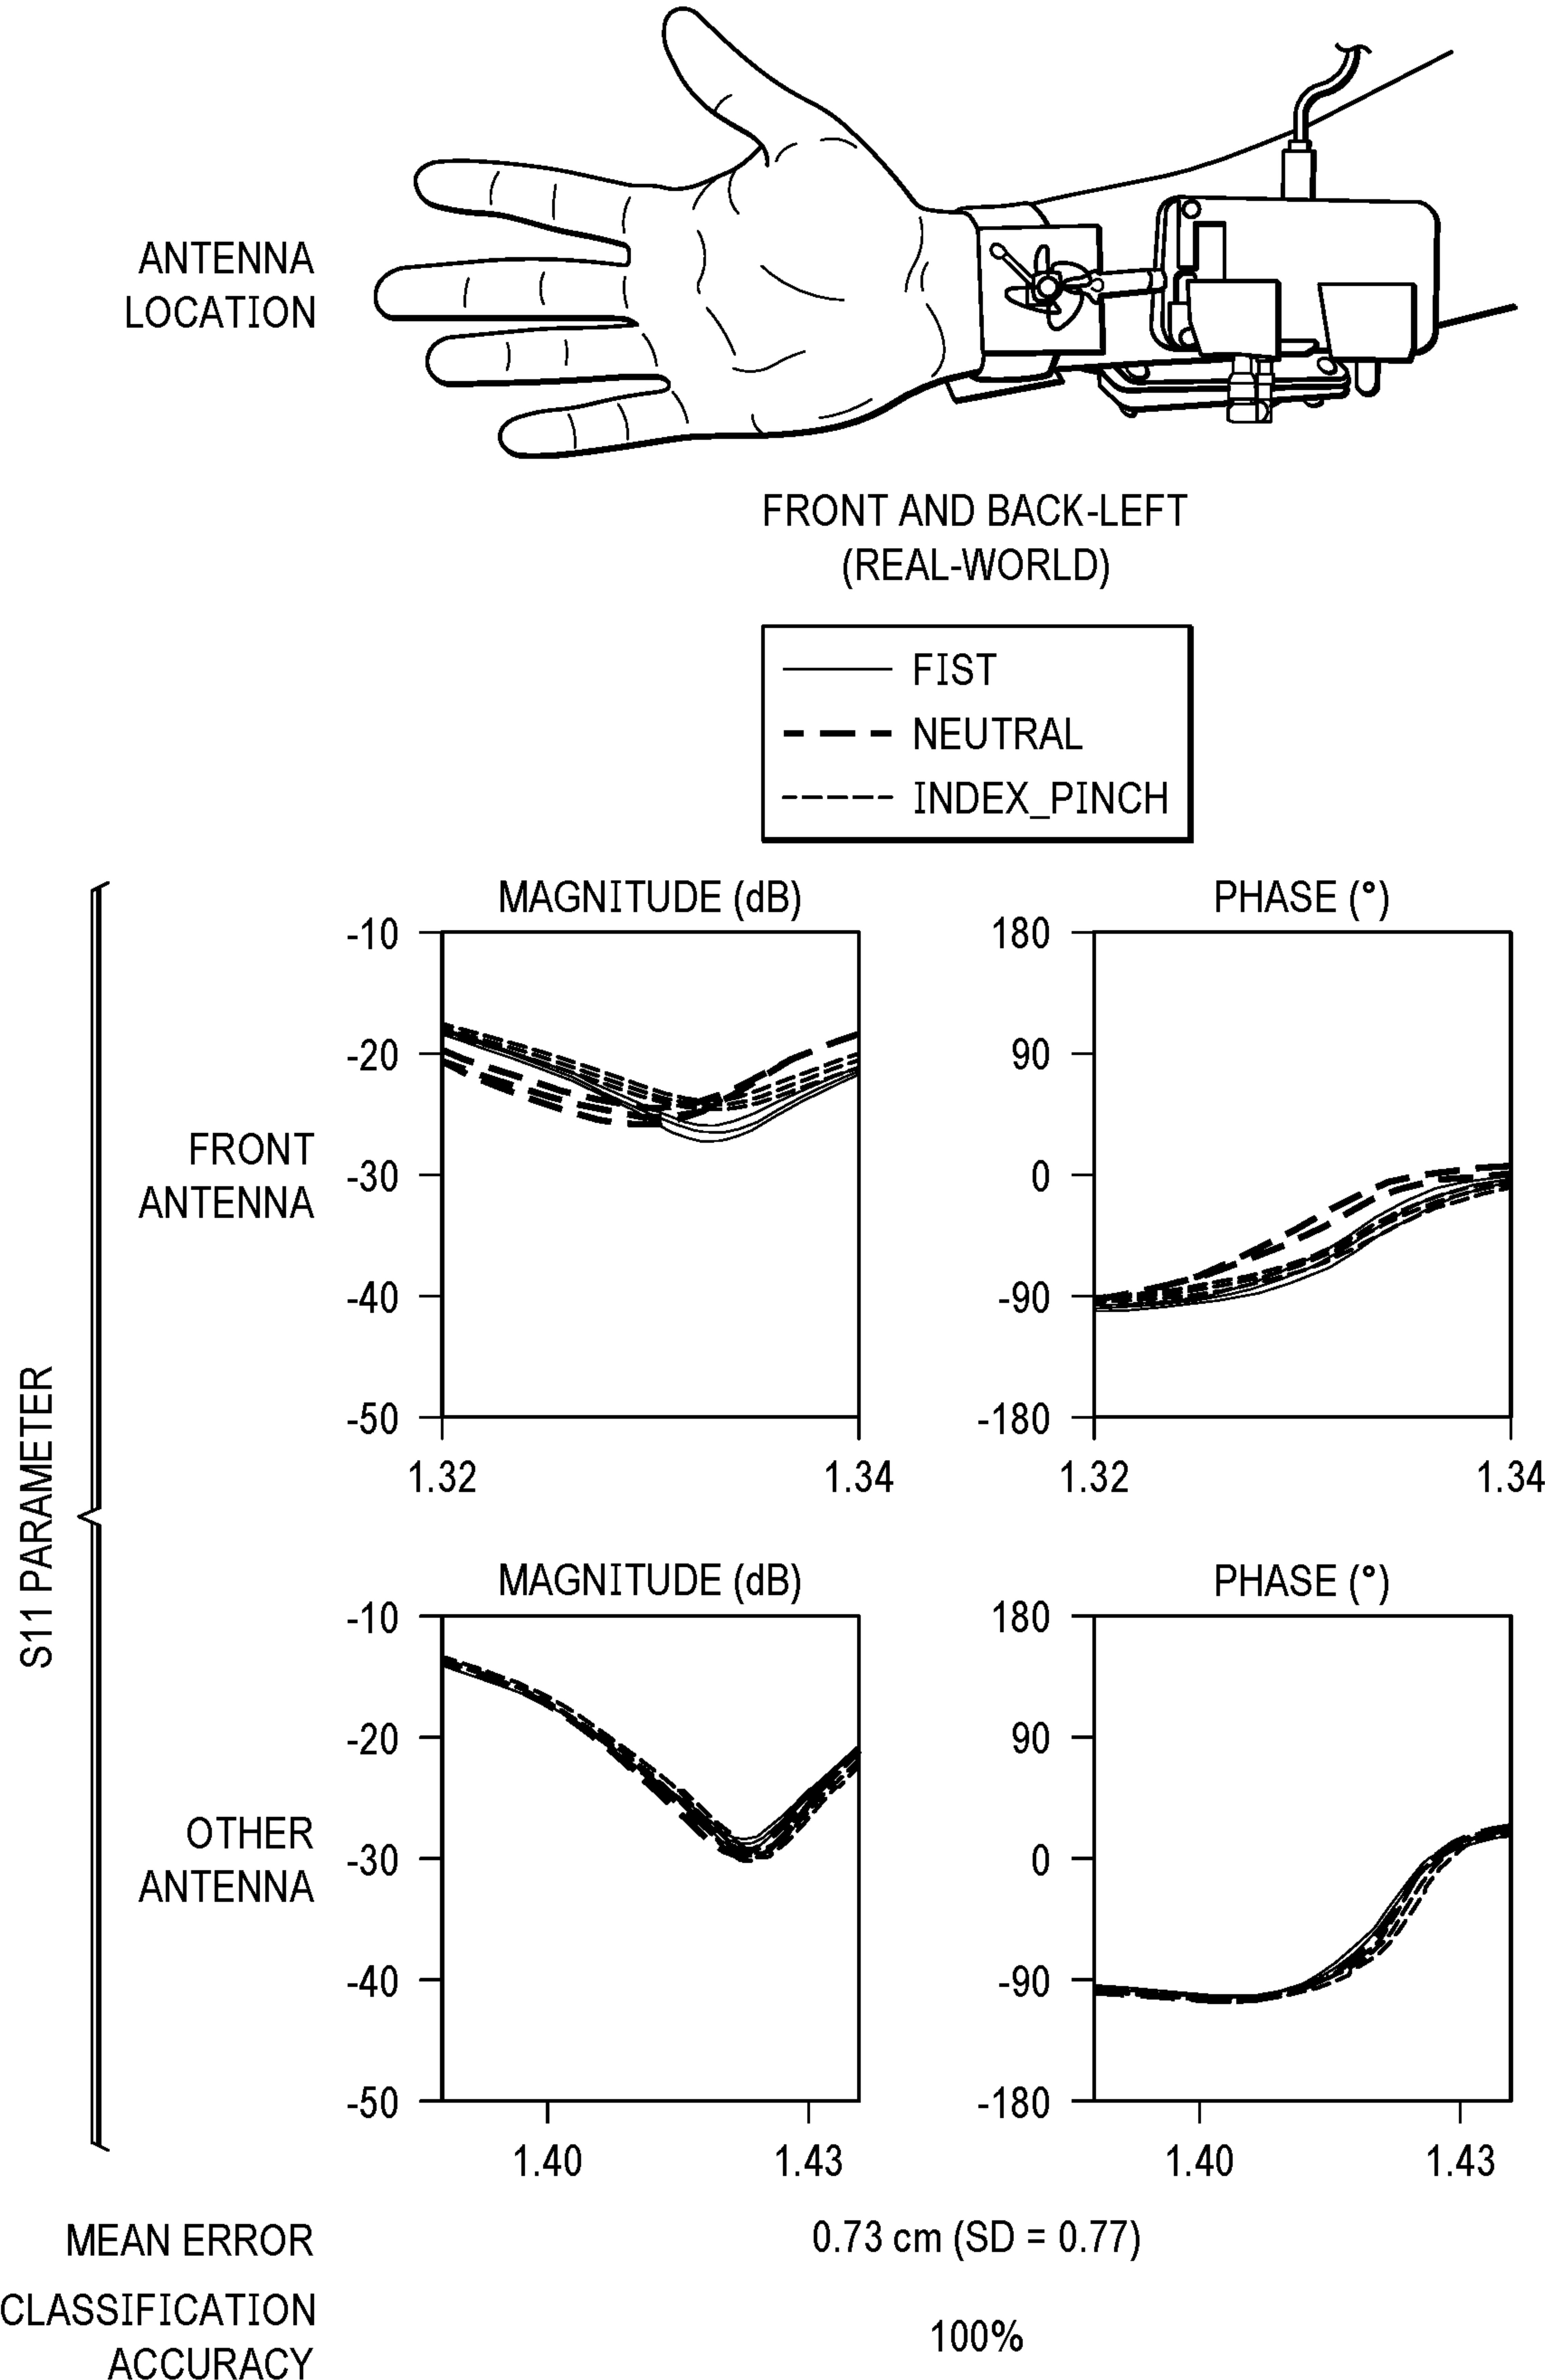 ANTENNA
LOCATION
FRONT AND BACK-LEFT
(REAL-WORLD)
FIST
NEUTRAL
INDEX_PINCH
S11 PARAMETER
FRONT
ANTENNA
MAGNITUDE (dB)
-10
-20
-30
-40
-50
1.32
1.34
PHASE (°)
180
90
0
-90
-180
1.32
1.34
OTHER
ANTENNA
MAGNITUDE (dB)
-10
-20
-30
-40
-50
1.40
1.43
PHASE (°)
180
90
0
-90
-180
1.40
1.43
MEAN ERROR
0.73 cm (SD = 0.77)
CLASSIFICATION
ACCURACY
100%